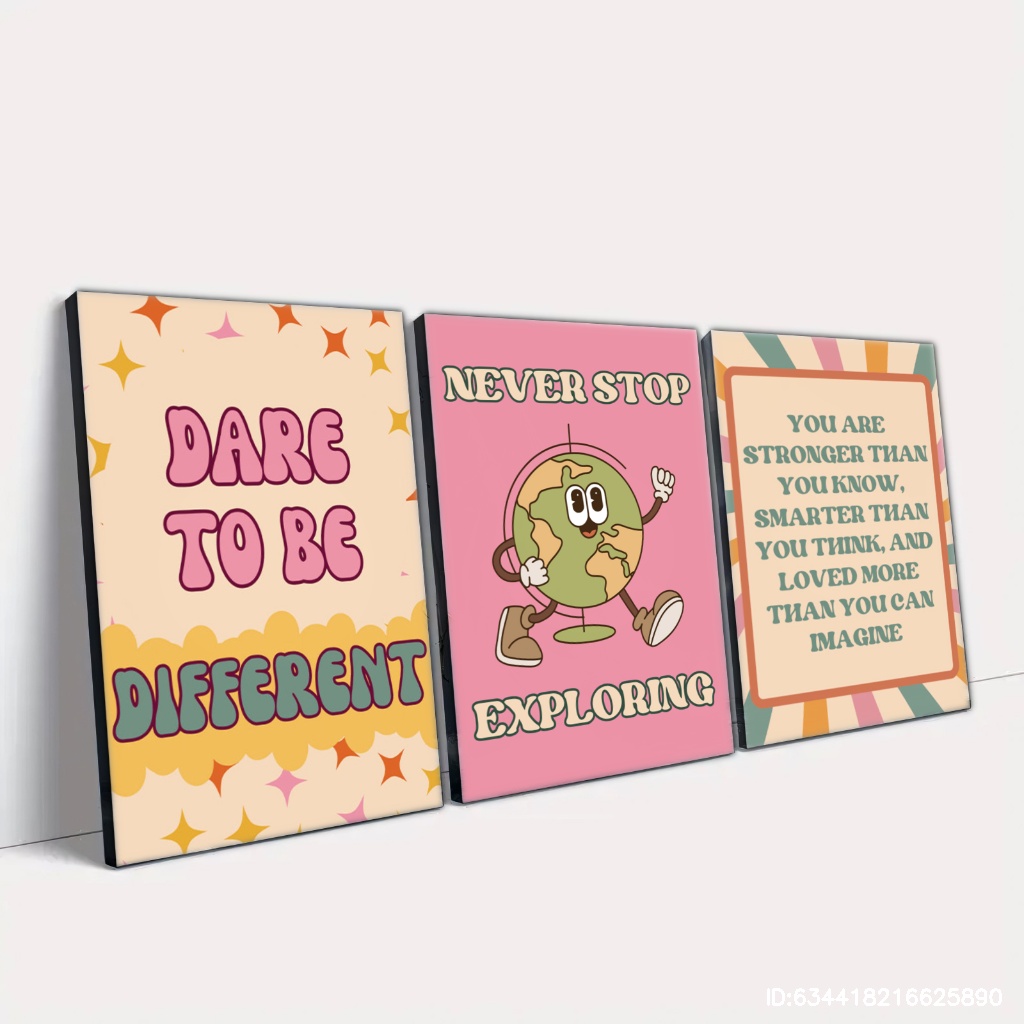 DARE
TO BE
DIFFERENT
NEVER STOP
EXPLORING
YOU ARE
STRONGER THAN
YOU KNOW,
SMARTER THAN
YOU THINK, AND
LOVED MORE
THAN YOU CAN
IMAGINE
ID:634418216625890